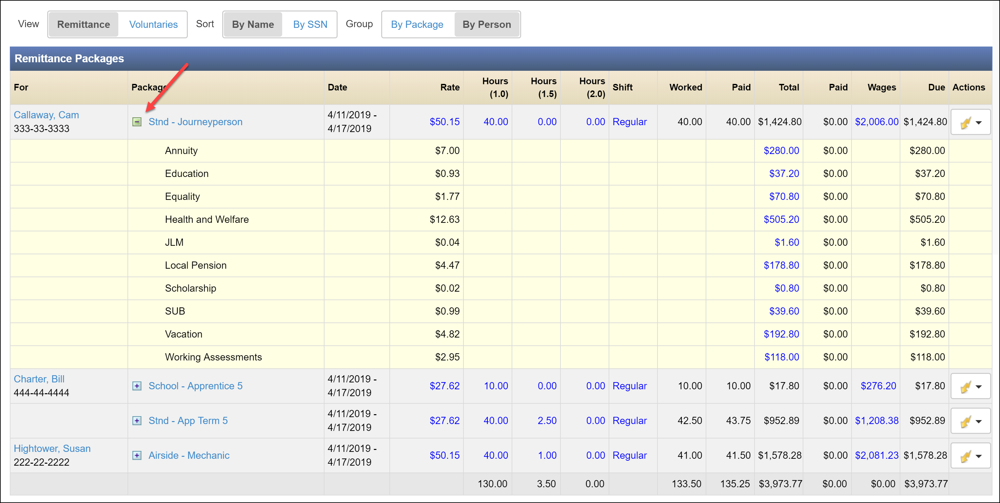 View Remittance Voluntaries Sort By Name By SSN Group By Package By Person
Remittance Packages
For Package Date Rate Hours (1.0) Hours (1.5) Hours (2.0) Shift Worked Paid Total Paid Wages Due Actions
Callaway, Cam
333-33-3333
Stnd - Journeyperson
4/11/2019 -
4/17/2019
$50.15 40.00 0.00 0.00 Regular 40.00 40.00 $1,424.80 $0.00 $2,006.00 $1,424.80
Annuity $7.00 $280.00 $0.00 $280.00
Education $0.93 $37.20 $0.00 $37.20
Equality $1.77 $70.80 $0.00 $70.80
Health and Welfare $12.63 $505.20 $0.00 $505.20
JLM $0.04 $1.60 $0.00 $1.60
Local Pension $4.47 $178.80 $0.00 $178.80
Scholarship $0.02 $0.80 $0.00 $0.80
SUB $0.99 $39.60 $0.00 $39.60
Vacation $4.82 $192.80 $0.00 $192.80
Working Assessments $2.95 $118.00 $0.00 $118.00
Charter, Bill
444-44-4444
School - Apprentice 5
4/11/2019 -
4/17/2019
$27.62 10.00 0.00 0.00 Regular 10.00 10.00 $17.80 $0.00 $276.20 $17.80
Stnd - App Term 5
4/11/2019 -
4/17/2019
$27.62 40.00 2.50 0.00 Regular 42.50 43.75 $952.89 $0.00 $1,208.38 $952.89
Hightower, Susan
222-22-2222
Airside - Mechanic
4/11/2019 -
4/17/2019
$50.15 40.00 1.00 0.00 Regular 41.00 41.50 $1,578.28 $0.00 $2,081.23 $1,578.28
130.00 3.50 0.00 133.50 135.25 $3,973.77 $0.00 $0.00 $3,973.77